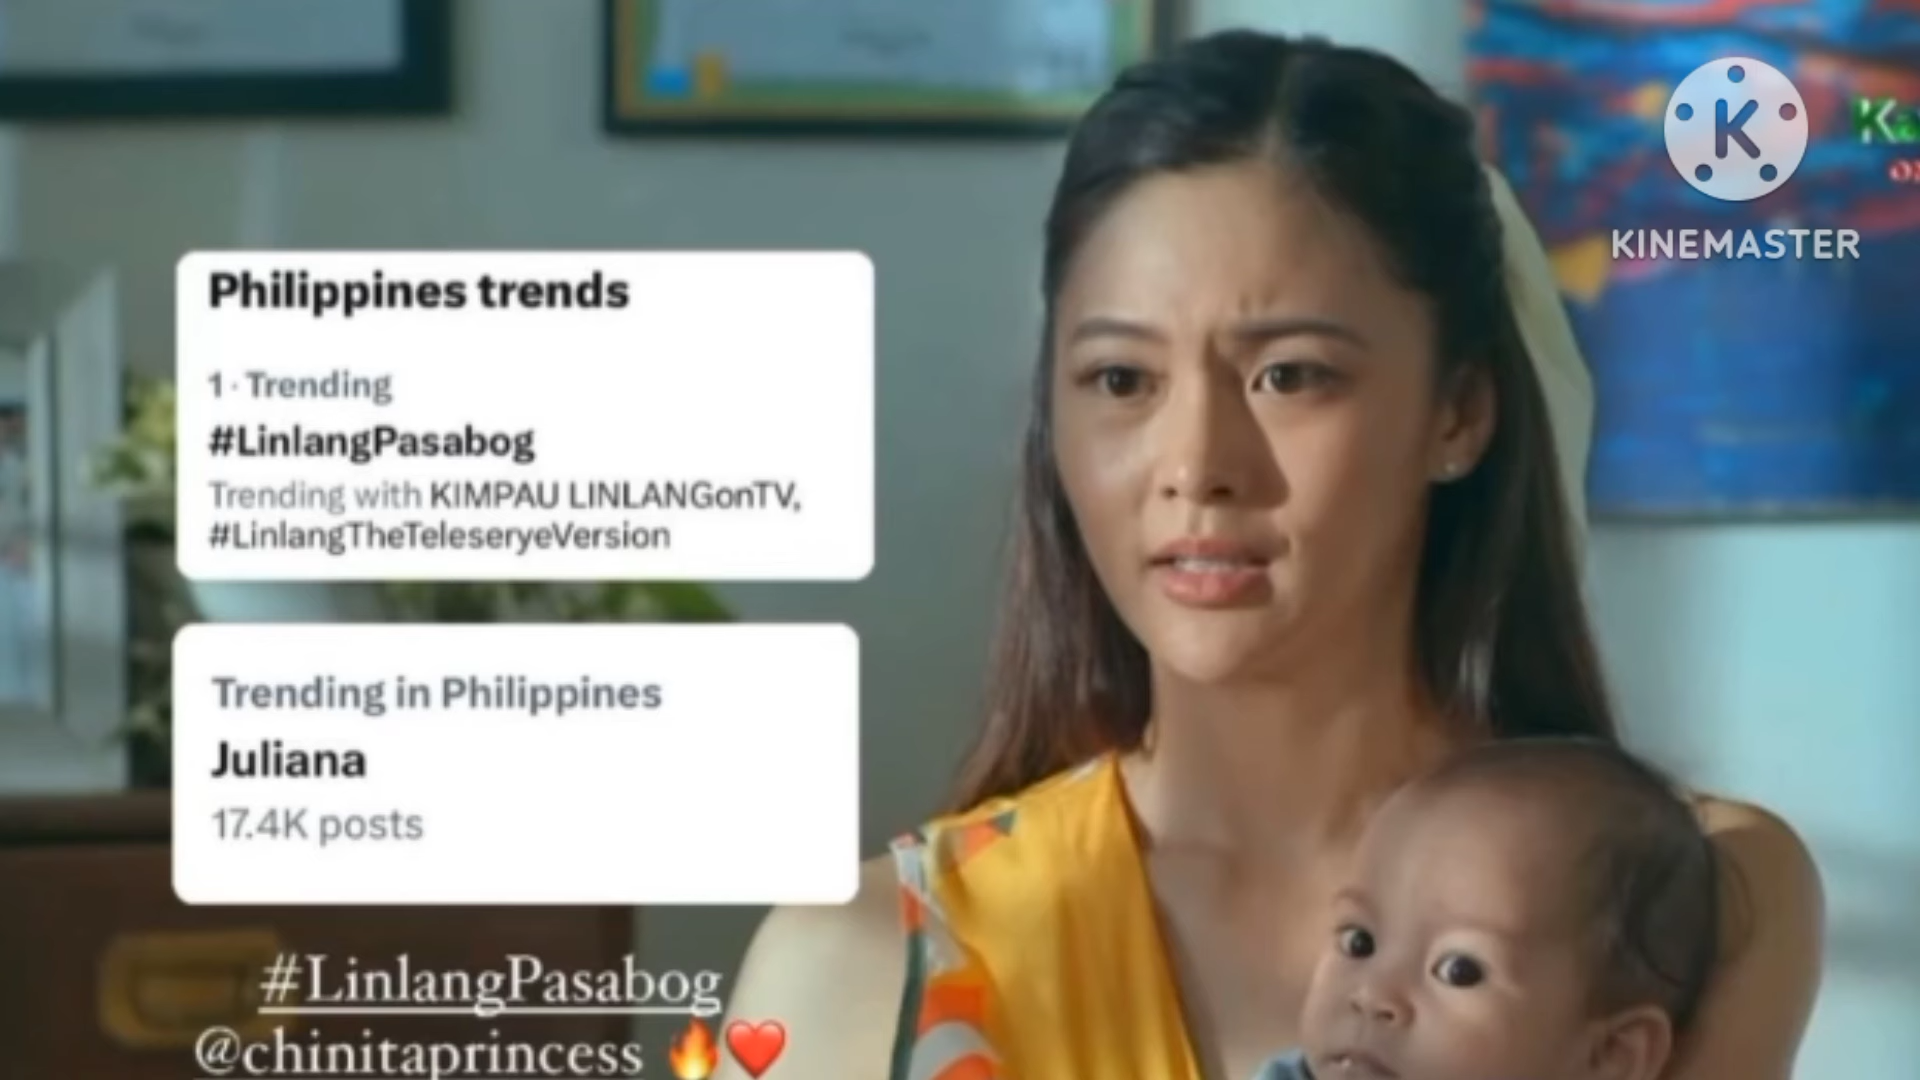 Philippines trends
1 · Trending
#LinlangPasabog
Trending with KIMPAU LINLANGonTV,
#LinlangTheTeleseryeVersion
Trending in Philippines
Juliana
17.4K posts
#LinlangPasabog
@chinitaprincess 🔥❤️
K
KINEMASTER